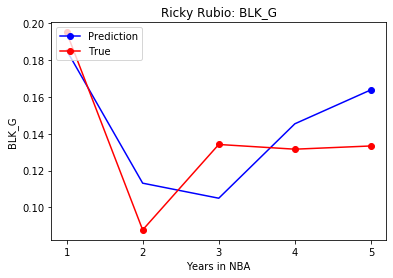 Ricky Rubio: BLK_G
Prediction
True
0.20
0.18
0.16
0.14
0.12
0.10
BLK_G
1 2 3 4 5
Years in NBA